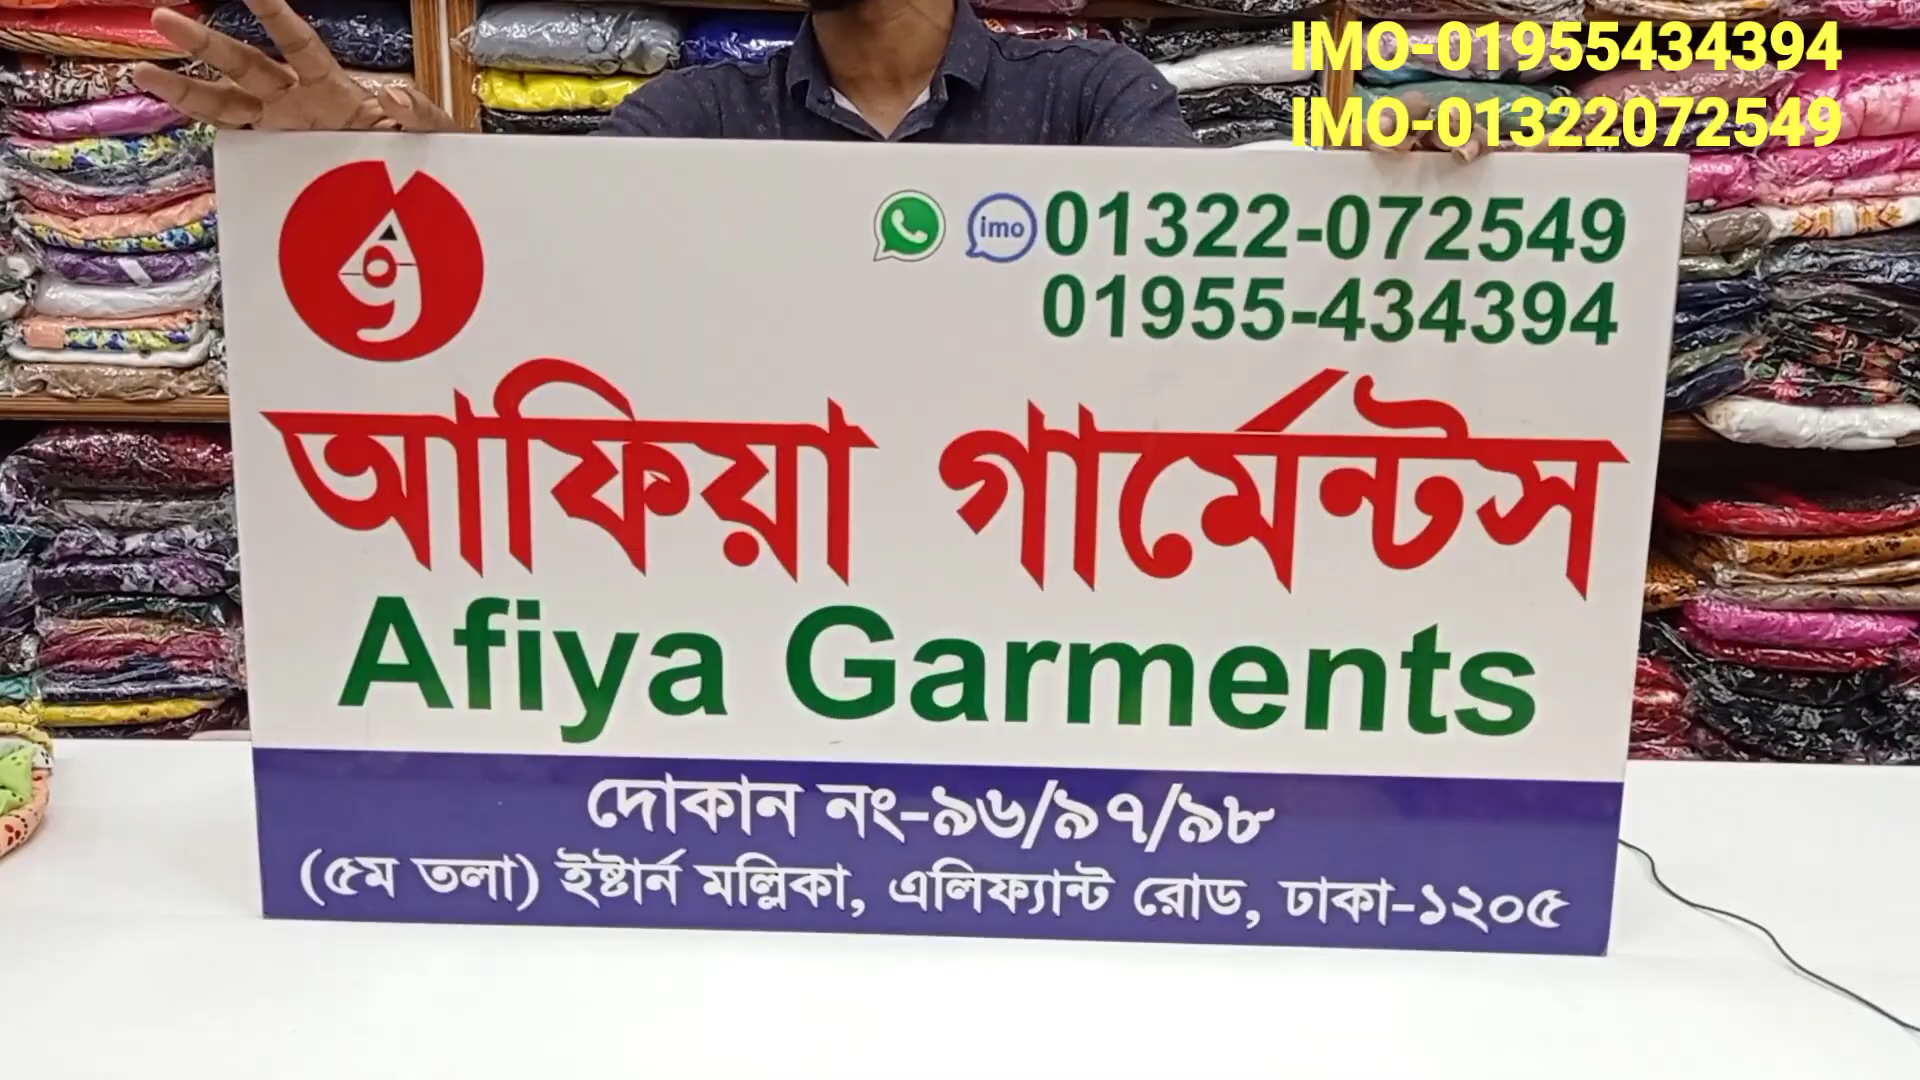 IMO-01955434394
IMO-01322072549
imo 01322-072549
01955-434394
আফিয়া গার্মেন্টস
Afiya Garments
দোকান নং-৯৬/৯৭/৯৮
(৫ম তলা) ইষ্টার্ন মল্লিকা, এলিফ্যান্ট রোড, ঢাকা-১২০৫